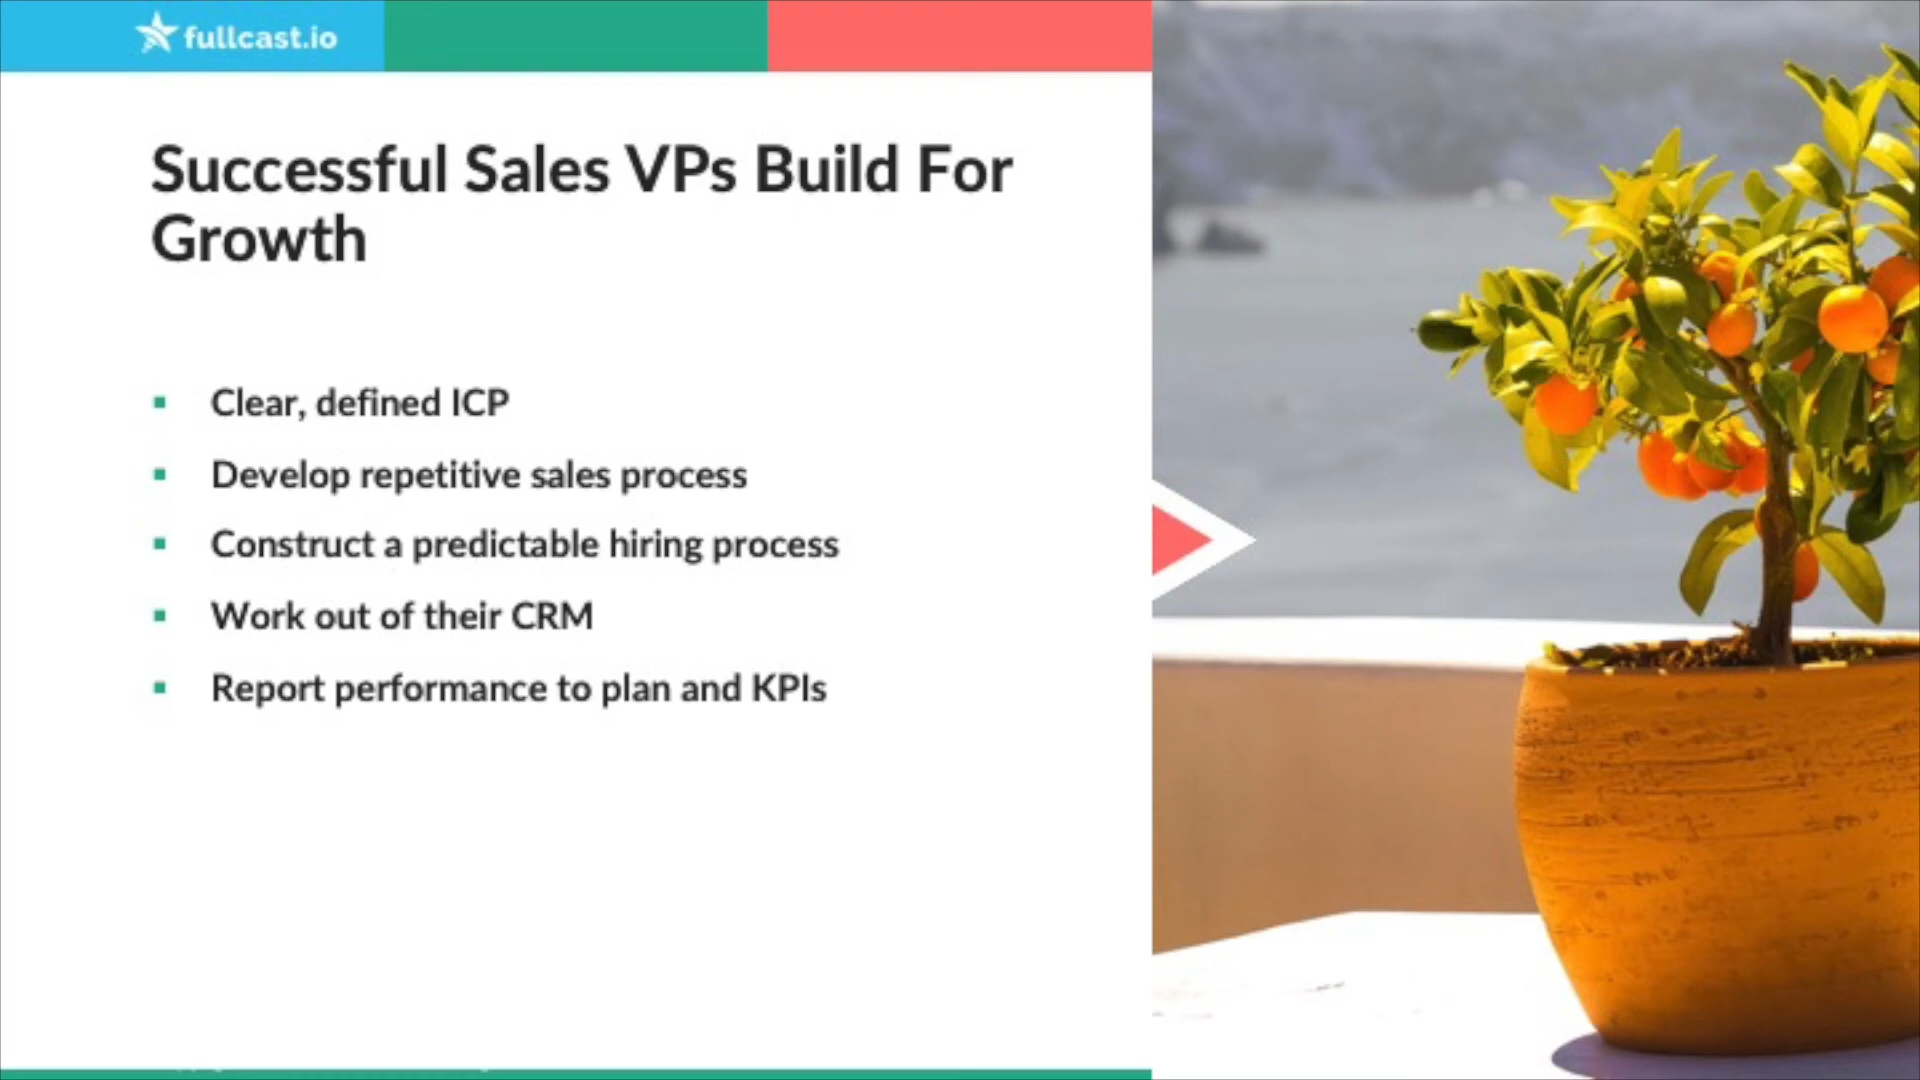 fullcast.io
Successful Sales VPs Build For
Growth
Clear, defined ICP
Develop repetitive sales process
Construct a predictable hiring process
Work out of their CRM
Report performance to plan and KPIs